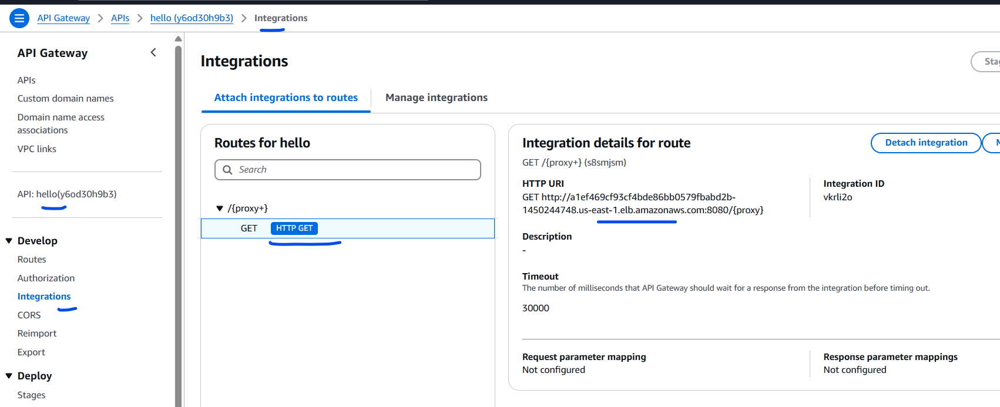 API Gateway > APIs > hello (y6od30h9b3) > Integrations
API Gateway
APIs
Custom domain names
Domain name access
associations
VPC links
API: hello(y6od30h9b3)
Develop
Routes
Authorization
Integrations
CORS
Reimport
Export
Deploy
Stages
Integrations
Attach integrations to routes
Manage integrations
Routes for hello
Search
/{proxy+}
GET HTTP GET
Integration details for route
Detach integration
GET /{proxy+} (s8smjsm)
HTTP URI
GET http://a1ef469cf93cf4bde86bb0579fbabd2b-
1450244748.us-east-1.elb.amazonaws.com:8080/{proxy}
Integration ID
vkrli2o
Description
-
Timeout
The number of milliseconds that API Gateway should wait for a response from the integration before timing out.
30000
Request parameter mapping
Not configured
Response parameter mappings
Not configured